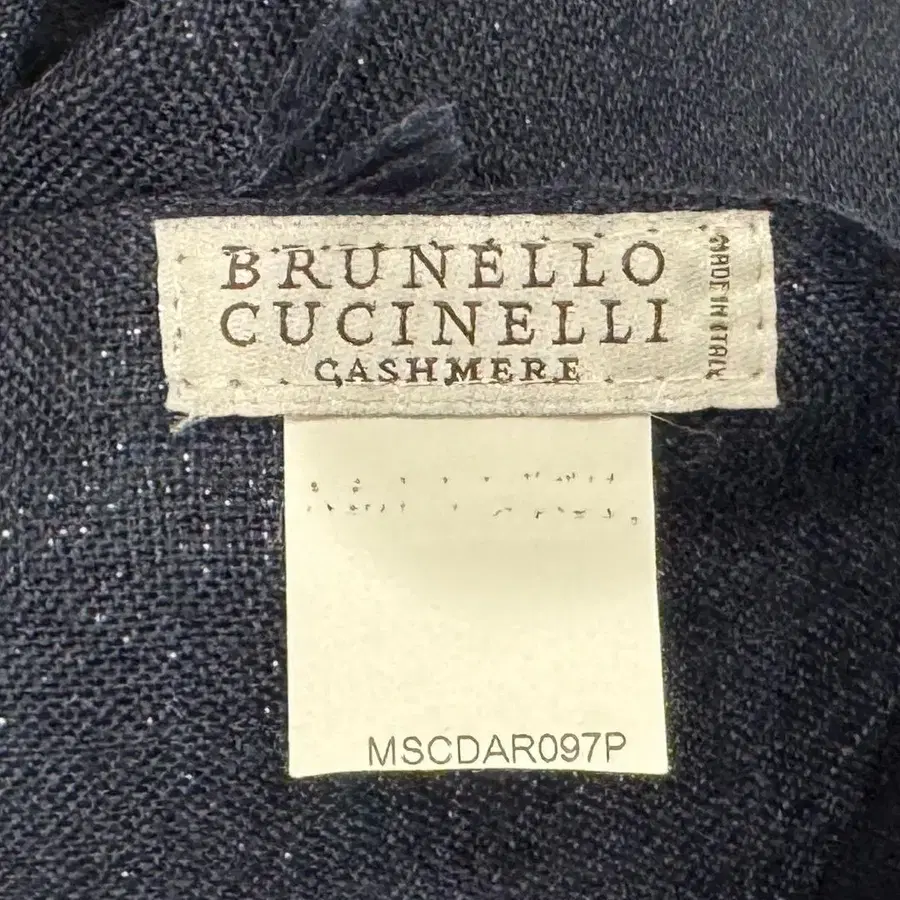 BRUNELLO
CUCINELLI
CASHMERE
MADE IN ITALY
MSCDAR097P